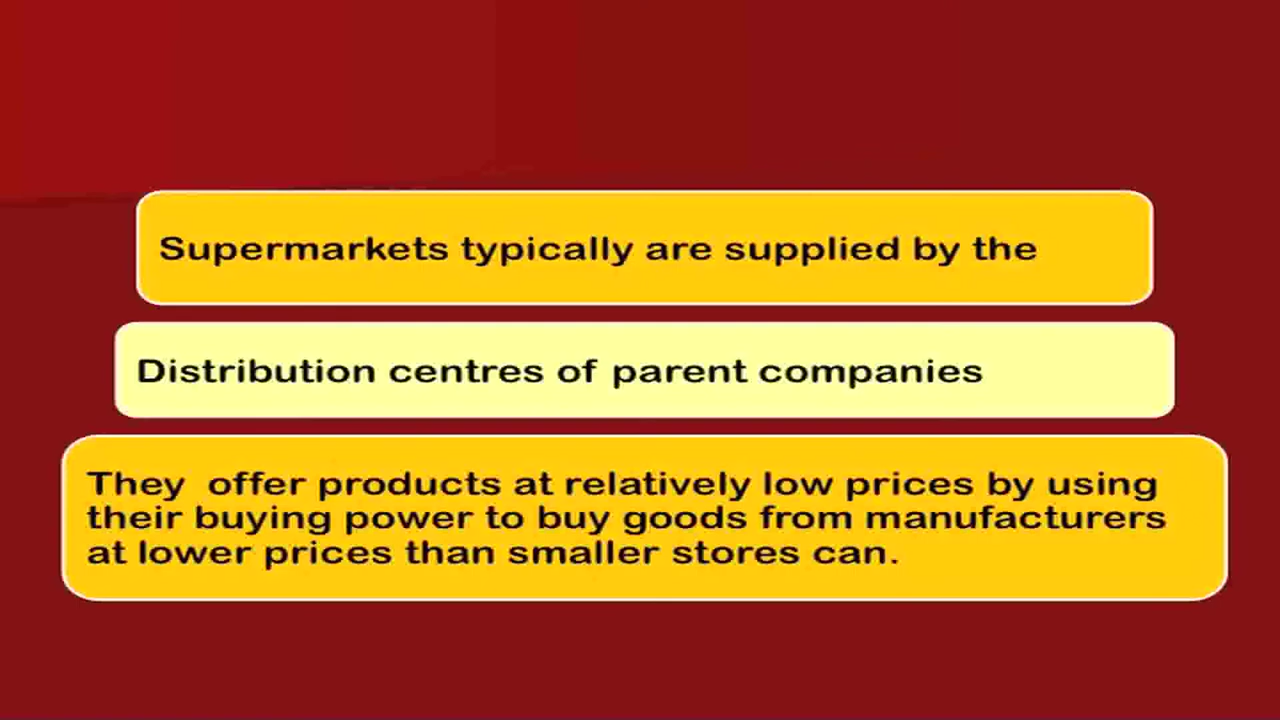 Supermarkets typically are supplied by the
Distribution centres of parent companies
They offer products at relatively low prices by using
their buying power to buy goods from manufacturers
at lower prices than smaller stores can.